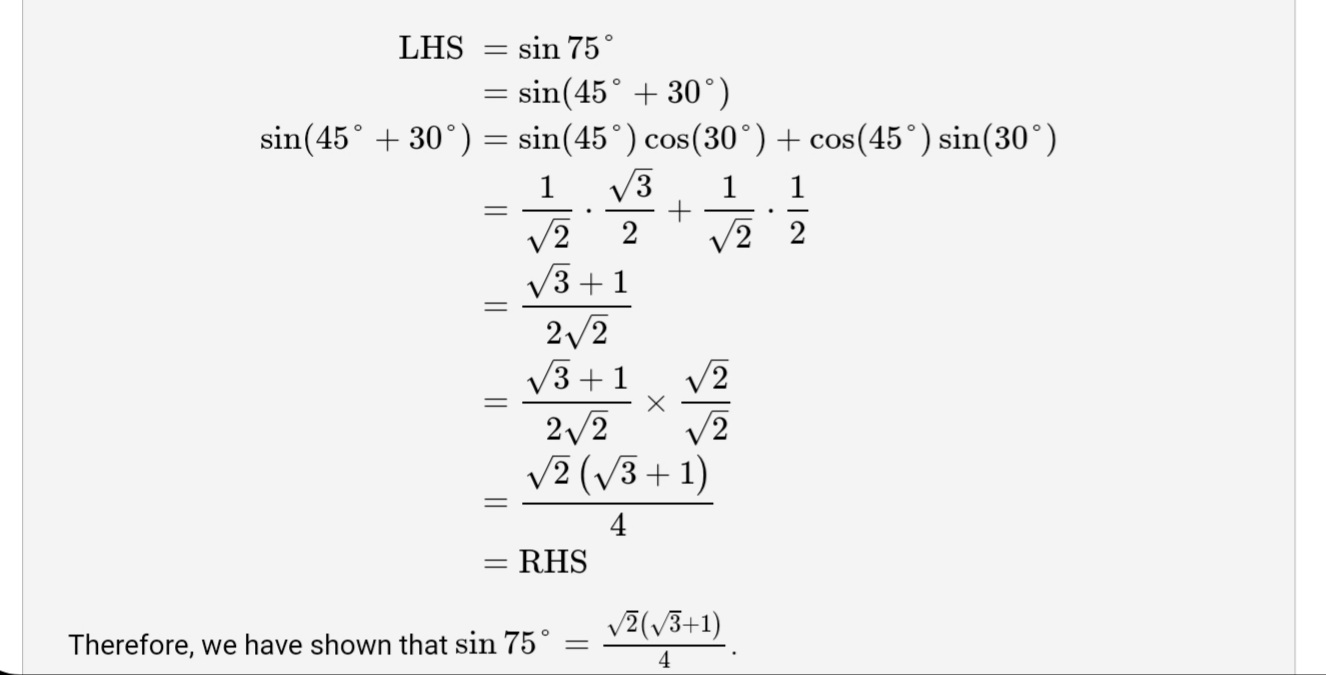 LHS = sin 75°
= sin(45° + 30°)
sin(45° + 30°) = sin(45°) cos(30°) + cos(45°) sin(30°)
= 1/√2 · √3/2 + 1/√2 · 1/2
= (√3 + 1)/(2√2)
= (√3 + 1)/(2√2) × √2/√2
= √2 (√3 + 1)/4
= RHS
Therefore, we have shown that sin 75° = √2(√3+1)/4.